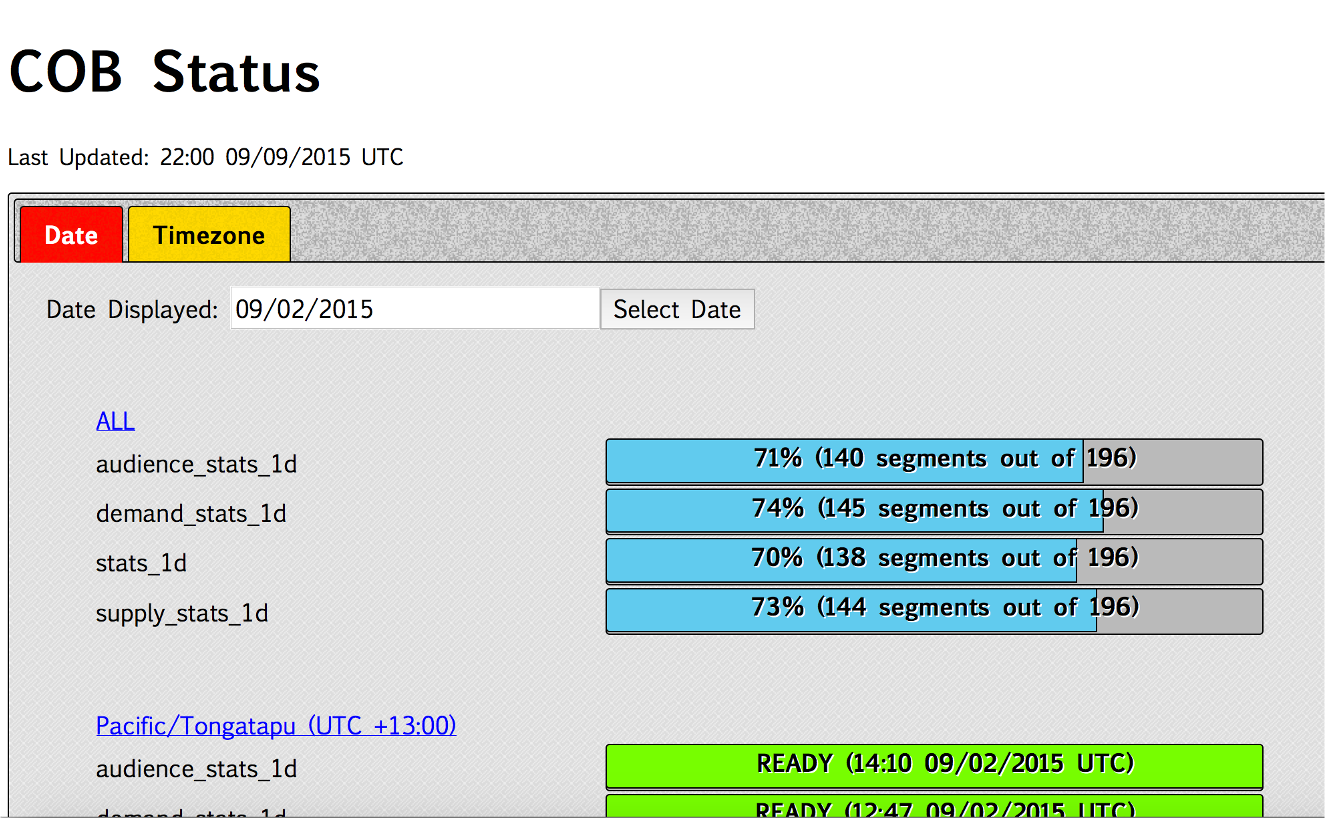 COB Status
Last Updated: 22:00 09/09/2015 UTC
Date Timezone
Date Displayed: 09/02/2015 Select Date
ALL
audience_stats_1d 71% (140 segments out of 196)
demand_stats_1d 74% (145 segments out of 196)
stats_1d 70% (138 segments out of 196)
supply_stats_1d 73% (144 segments out of 196)
Pacific/Tongatapu (UTC +13:00)
audience_stats_1d READY (14:10 09/02/2015 UTC)
demand_stats_1d READY (12:47 09/02/2015 UTC)